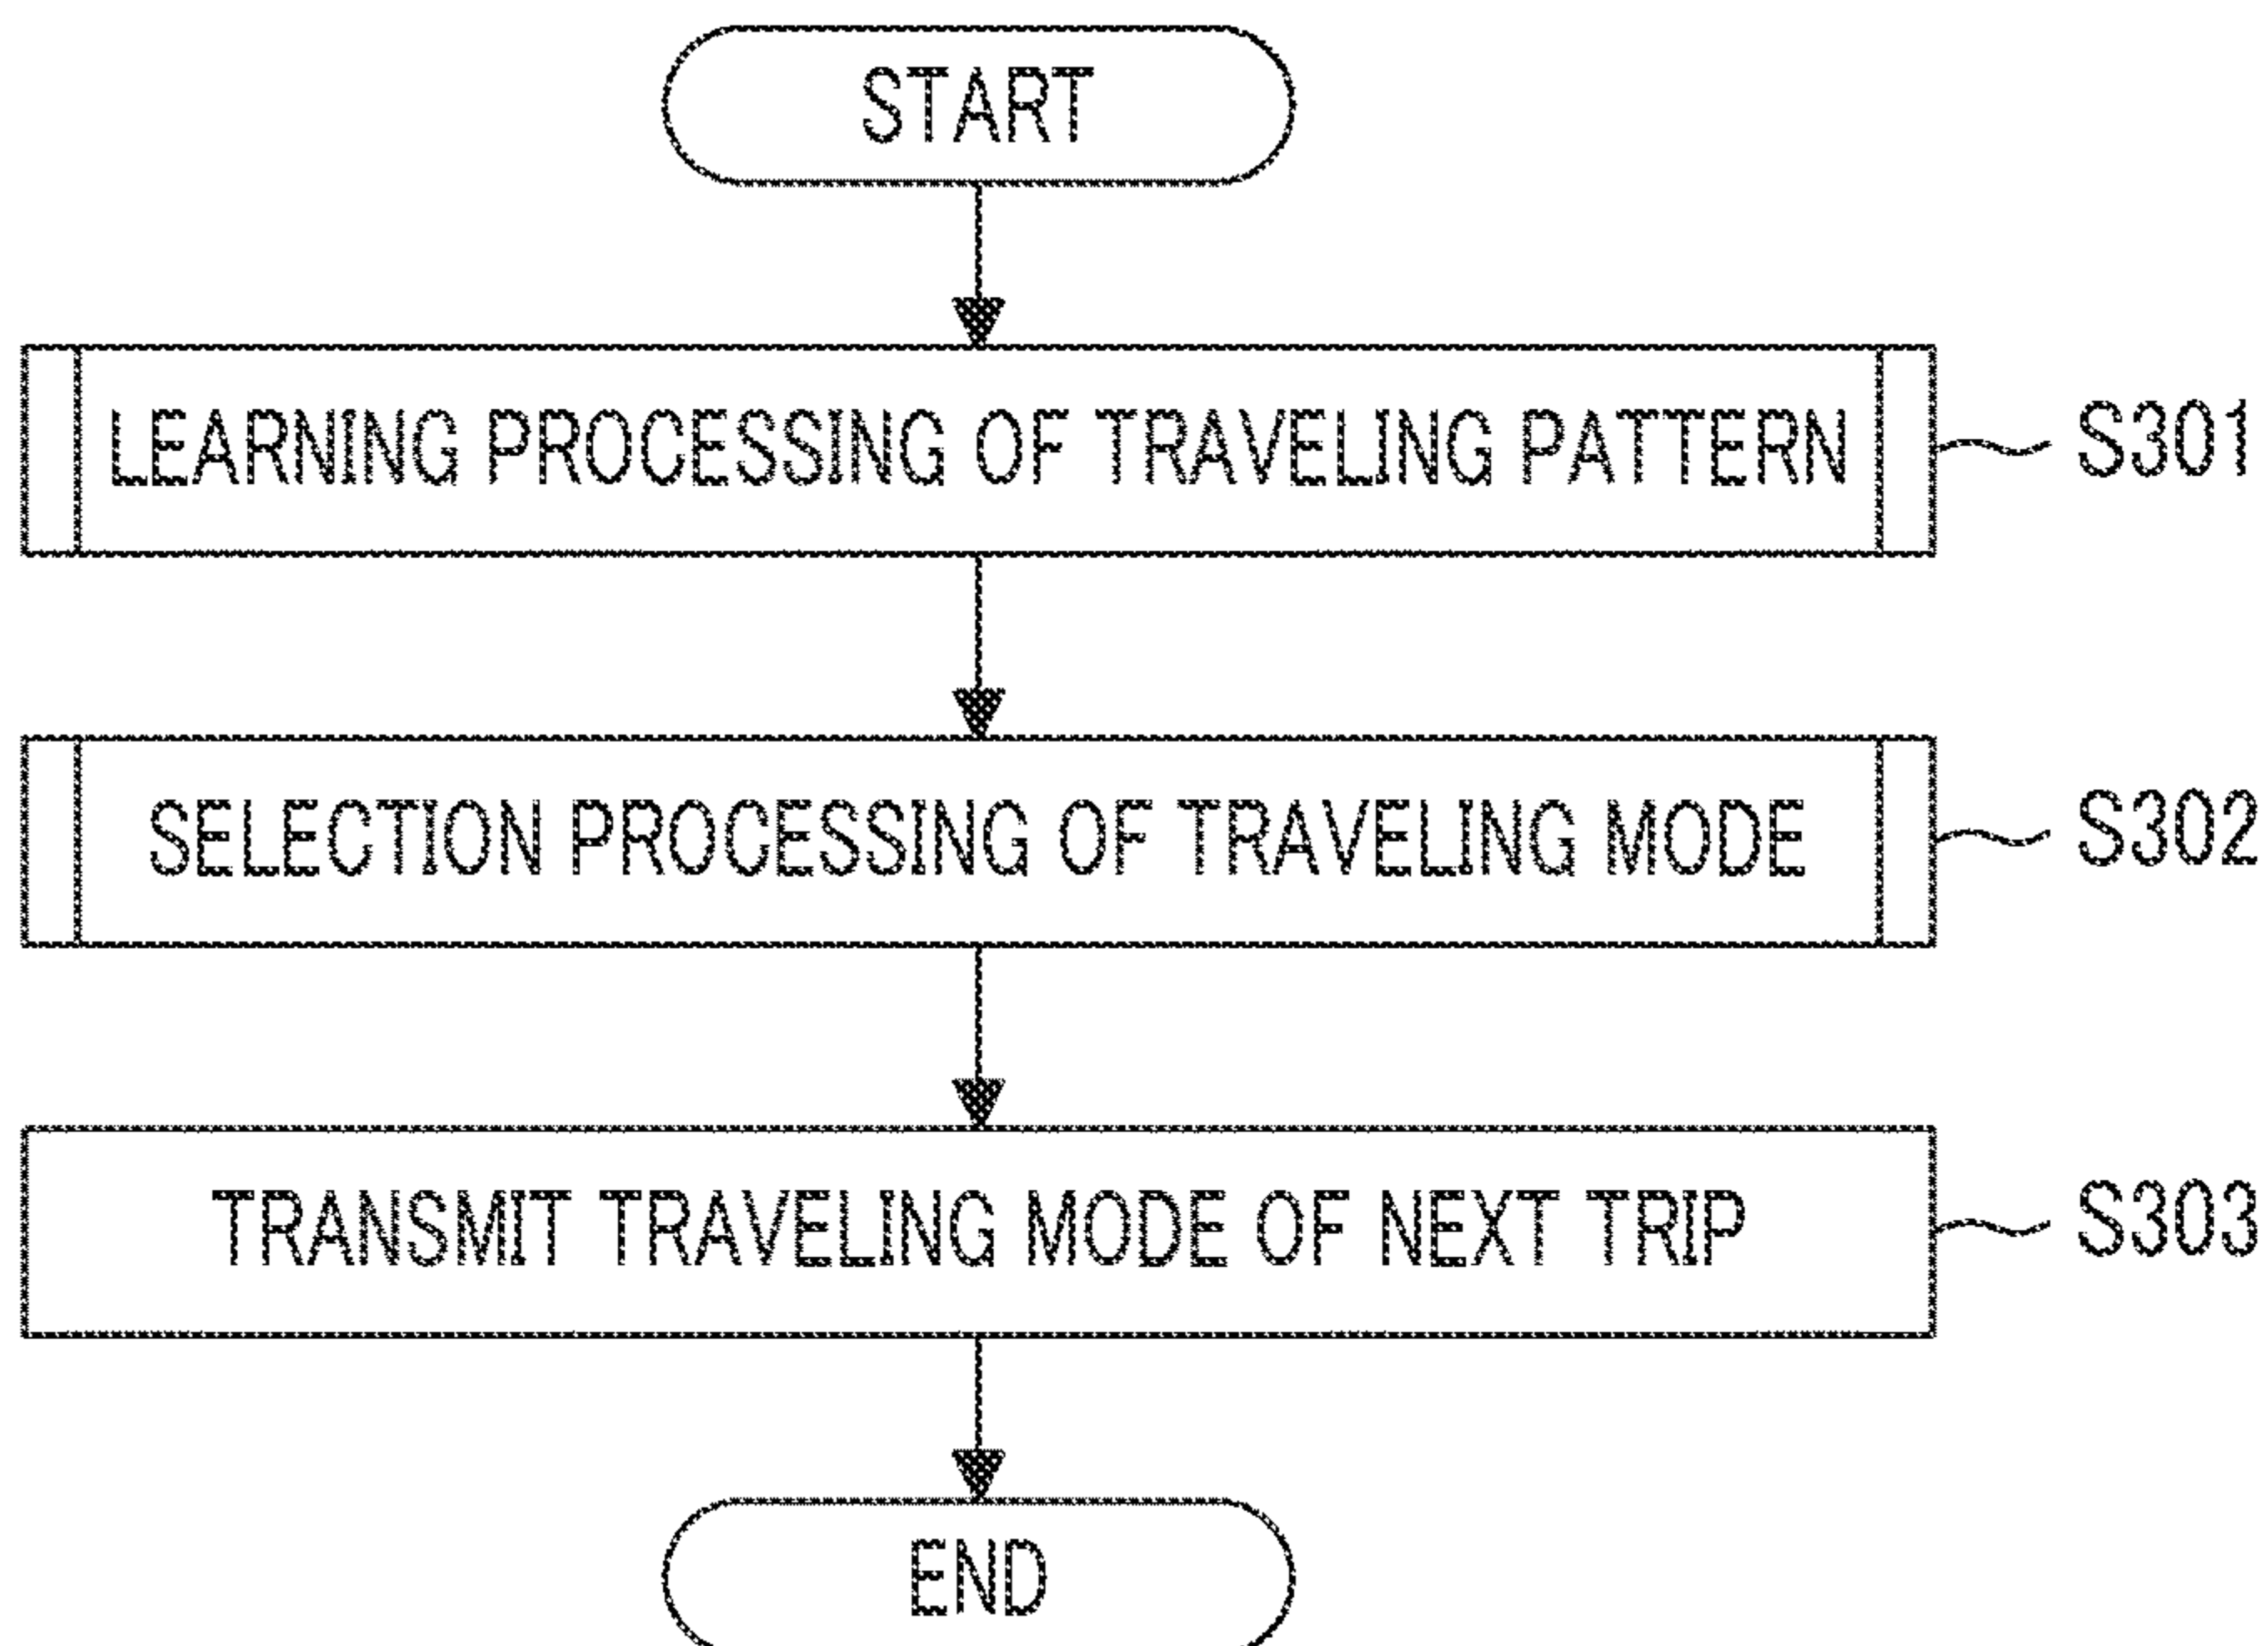 START
LEARNING PROCESSING OF TRAVELING PATTERN
S301
SELECTION PROCESSING OF TRAVELING MODE
S302
TRANSMIT TRAVELING MODE OF NEXT TRIP
S303
END